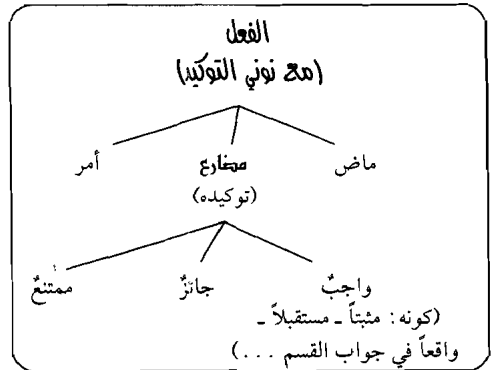 الفعل
(مع نوني التوكيد)
ماض مضارع أمر
(توكيده)
واجبٌ جائزٌ ممتنعٌ
(كونه: مثبتاً ـ مستقبلاً ـ
واقعاً في جواب القسم ...)